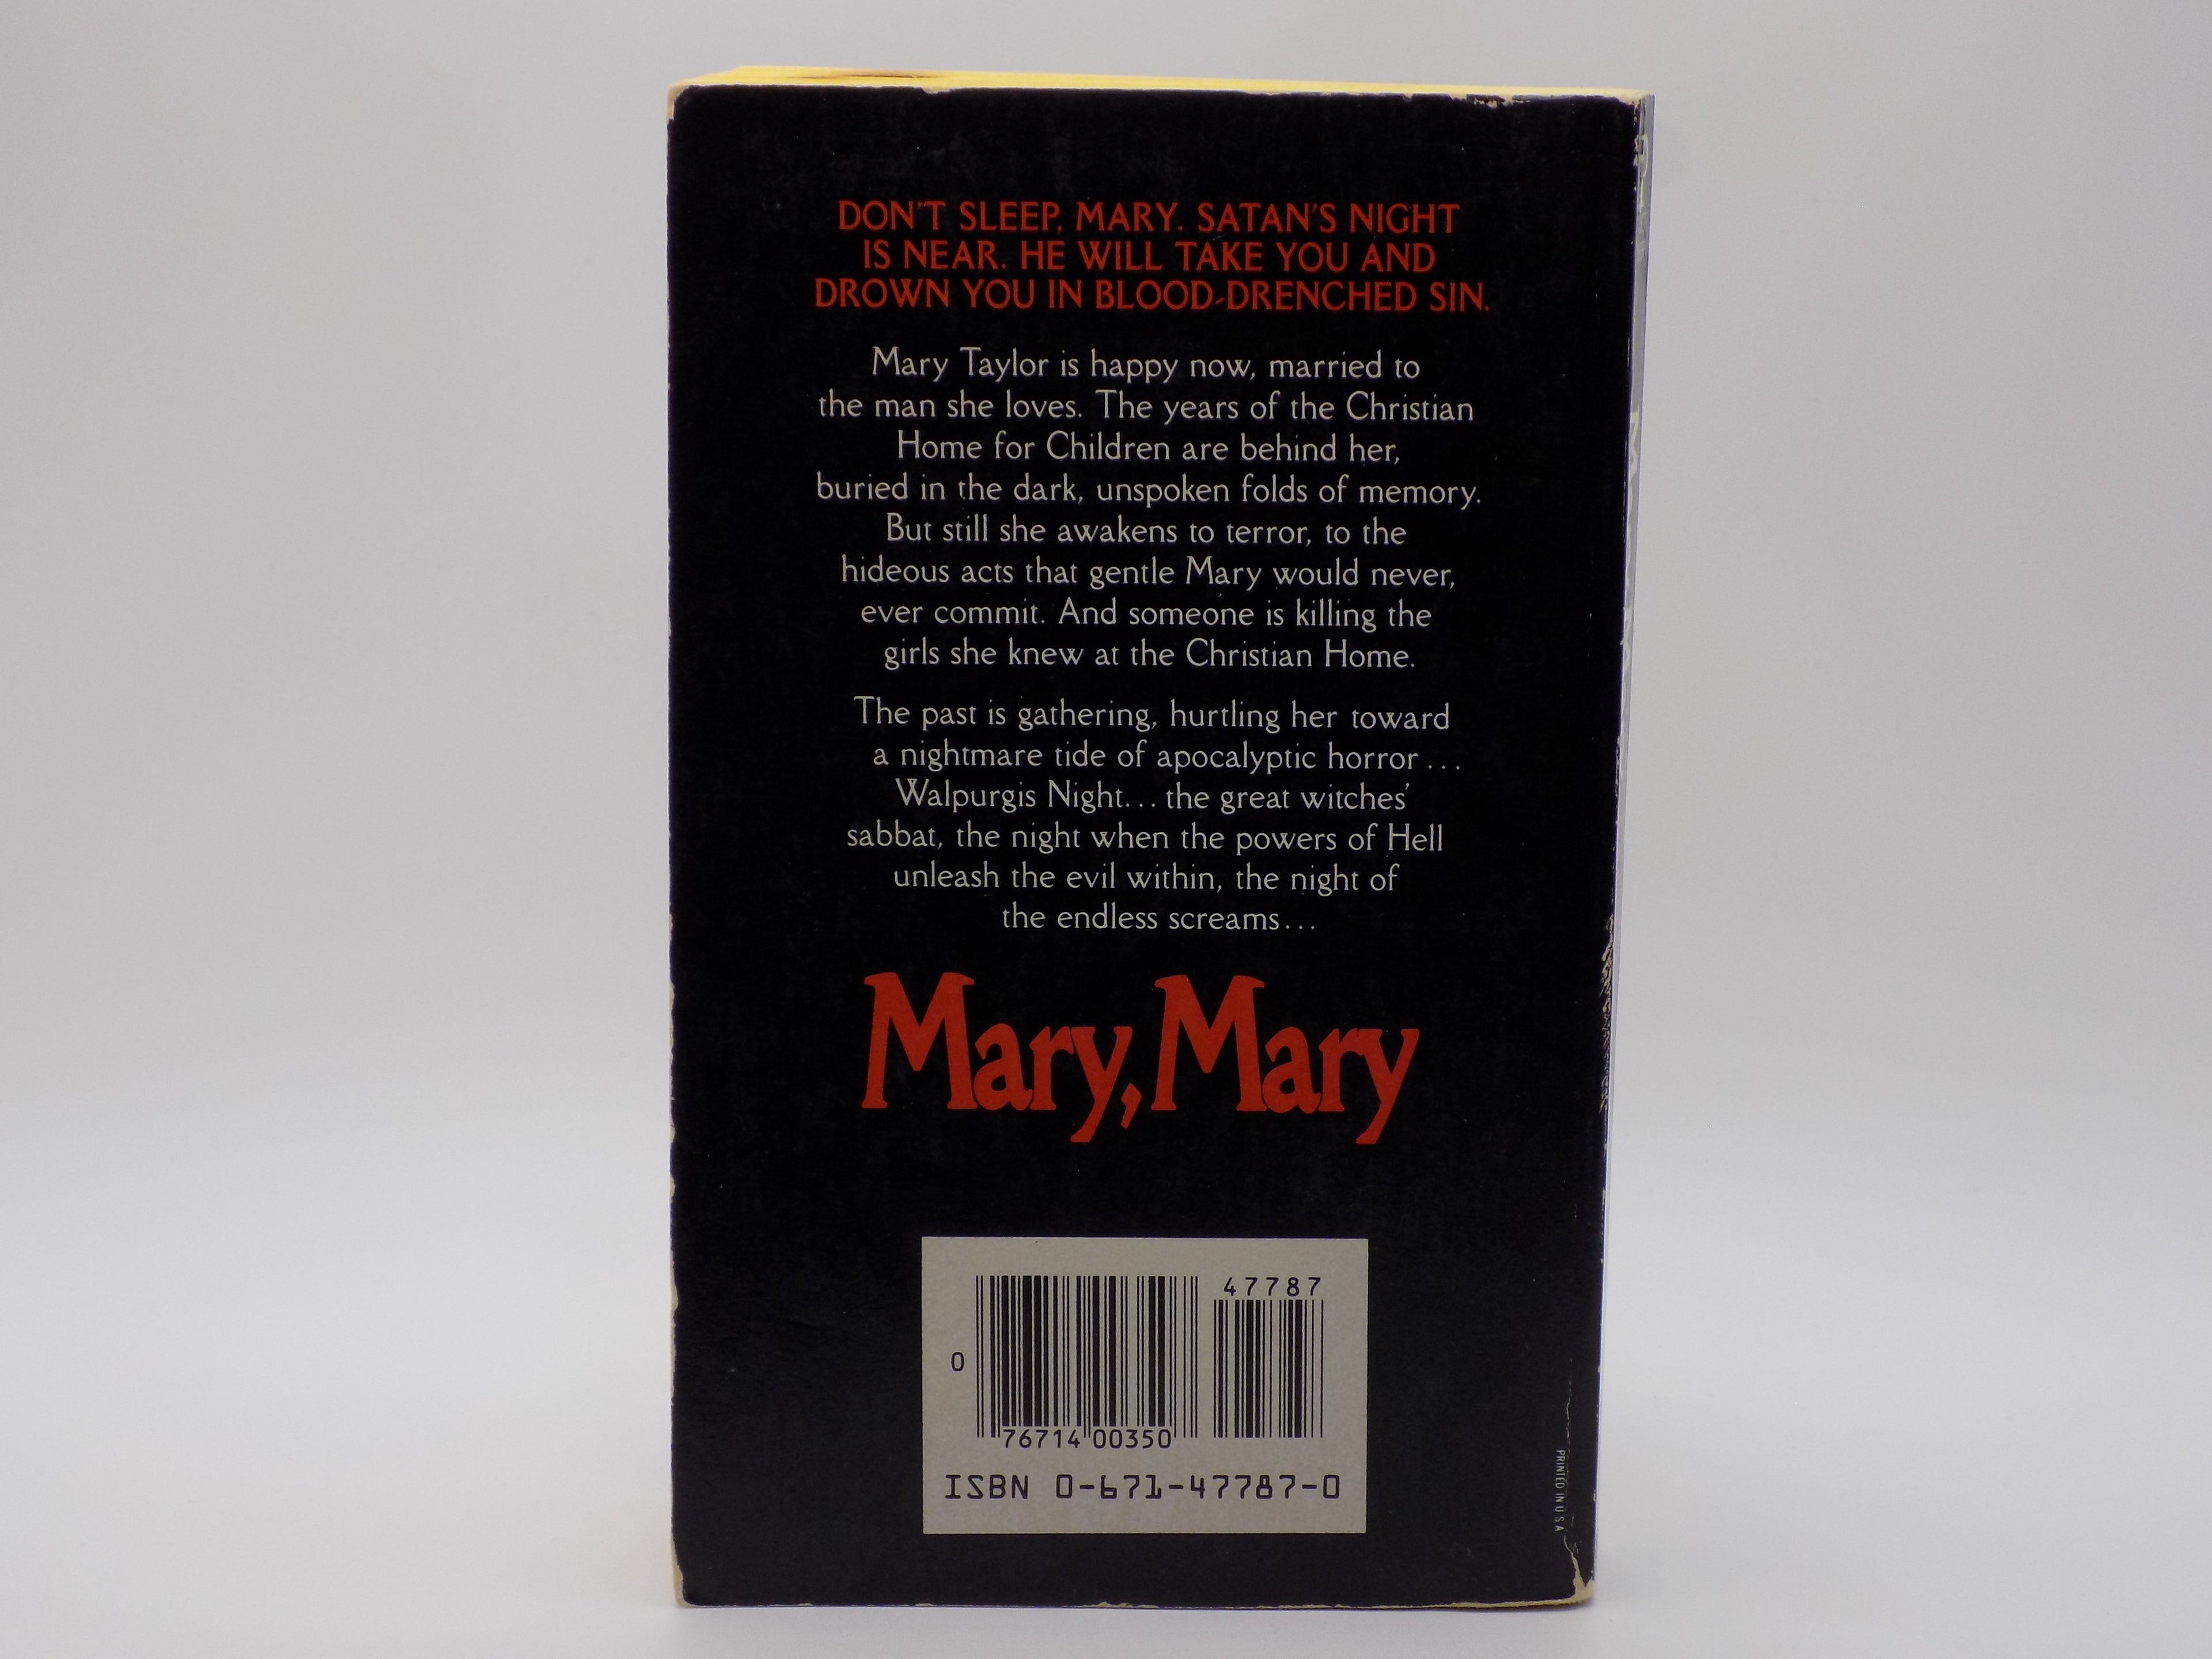 DON'T SLEEP, MARY. SATAN'S NIGHT
IS NEAR. HE WILL TAKE YOU AND
DROWN YOU IN BLOOD-DRENCHED SIN.
Mary Taylor is happy now, married to
the man she loves. The years of the Christian
Home for Children are behind her,
buried in the dark, unspoken folds of memory.
But still she awakens to terror, to the
hideous acts that gentle Mary would never,
ever commit. And someone is killing the
girls she knew at the Christian Home.
The past is gathering, hurtling her toward
a nightmare tide of apocalyptic horror...
Walpurgis Night... the great witches'
sabbat, the night when the powers of Hell
unleash the evil within, the night of
the endless screams...
Mary, Mary
47787
0
76714 00350
ISBN 0-671-47787-0
PRINTED IN U S A